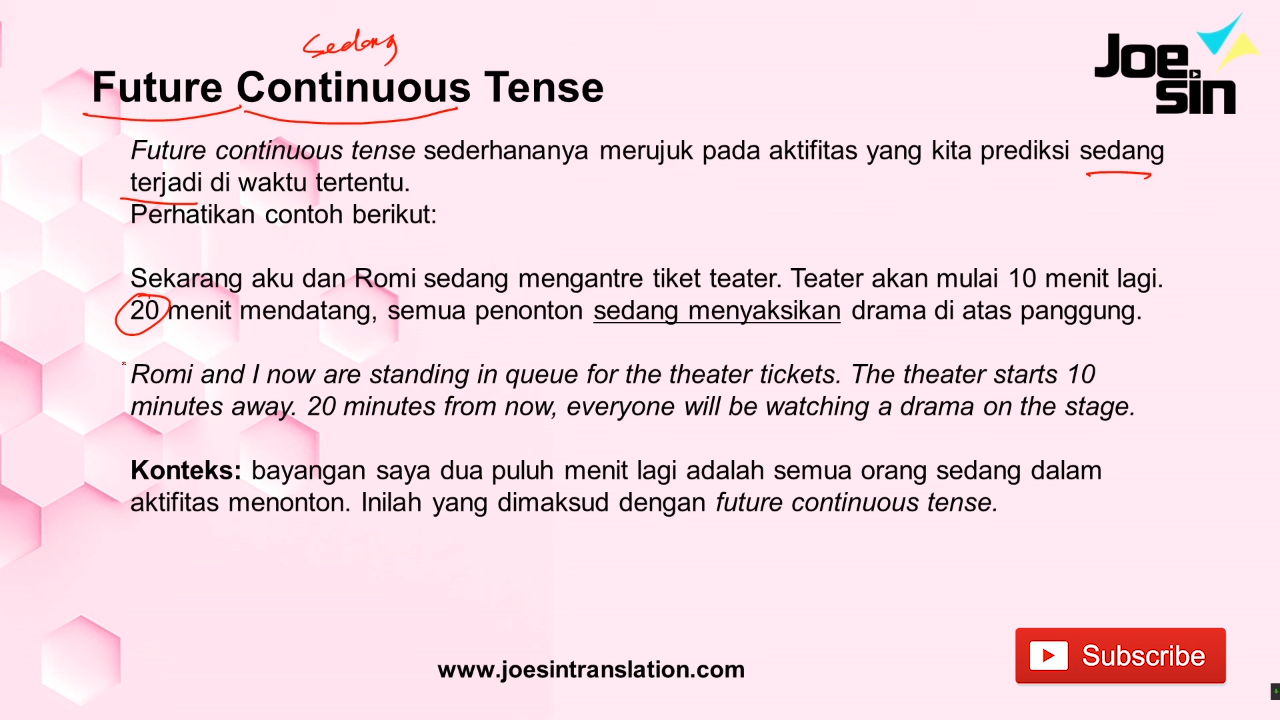 Sedang
Future Continuous Tense
Joe
sin
Future continuous tense sederhananya merujuk pada aktifitas yang kita prediksi sedang
terjadi di waktu tertentu.
Perhatikan contoh berikut:
Sekarang aku dan Romi sedang mengantre tiket teater. Teater akan mulai 10 menit lagi.
20 menit mendatang, semua penonton sedang menyaksikan drama di atas panggung.
Romi and I now are standing in queue for the theater tickets. The theater starts 10
minutes away. 20 minutes from now, everyone will be watching a drama on the stage.
Konteks: bayangan saya dua puluh menit lagi adalah semua orang sedang dalam
aktifitas menonton. Inilah yang dimaksud dengan future continuous tense.
Subscribe
www.joesintranslation.com